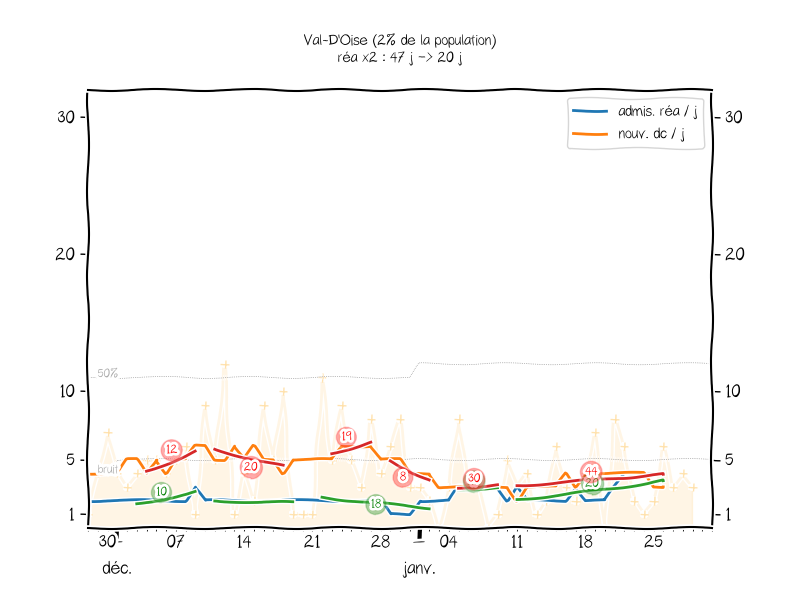 Val-D'Oise (2% de la population)
réa x2 : 47 j -> 20 j
admis. réa / j
nouv. dc / j
30 30
20 20
50%
10 10
19
12
20
44
5 bruit 8 30 5
10 20
18
1 1
30 07 14 21 28 04 11 18 25
déc. janv.